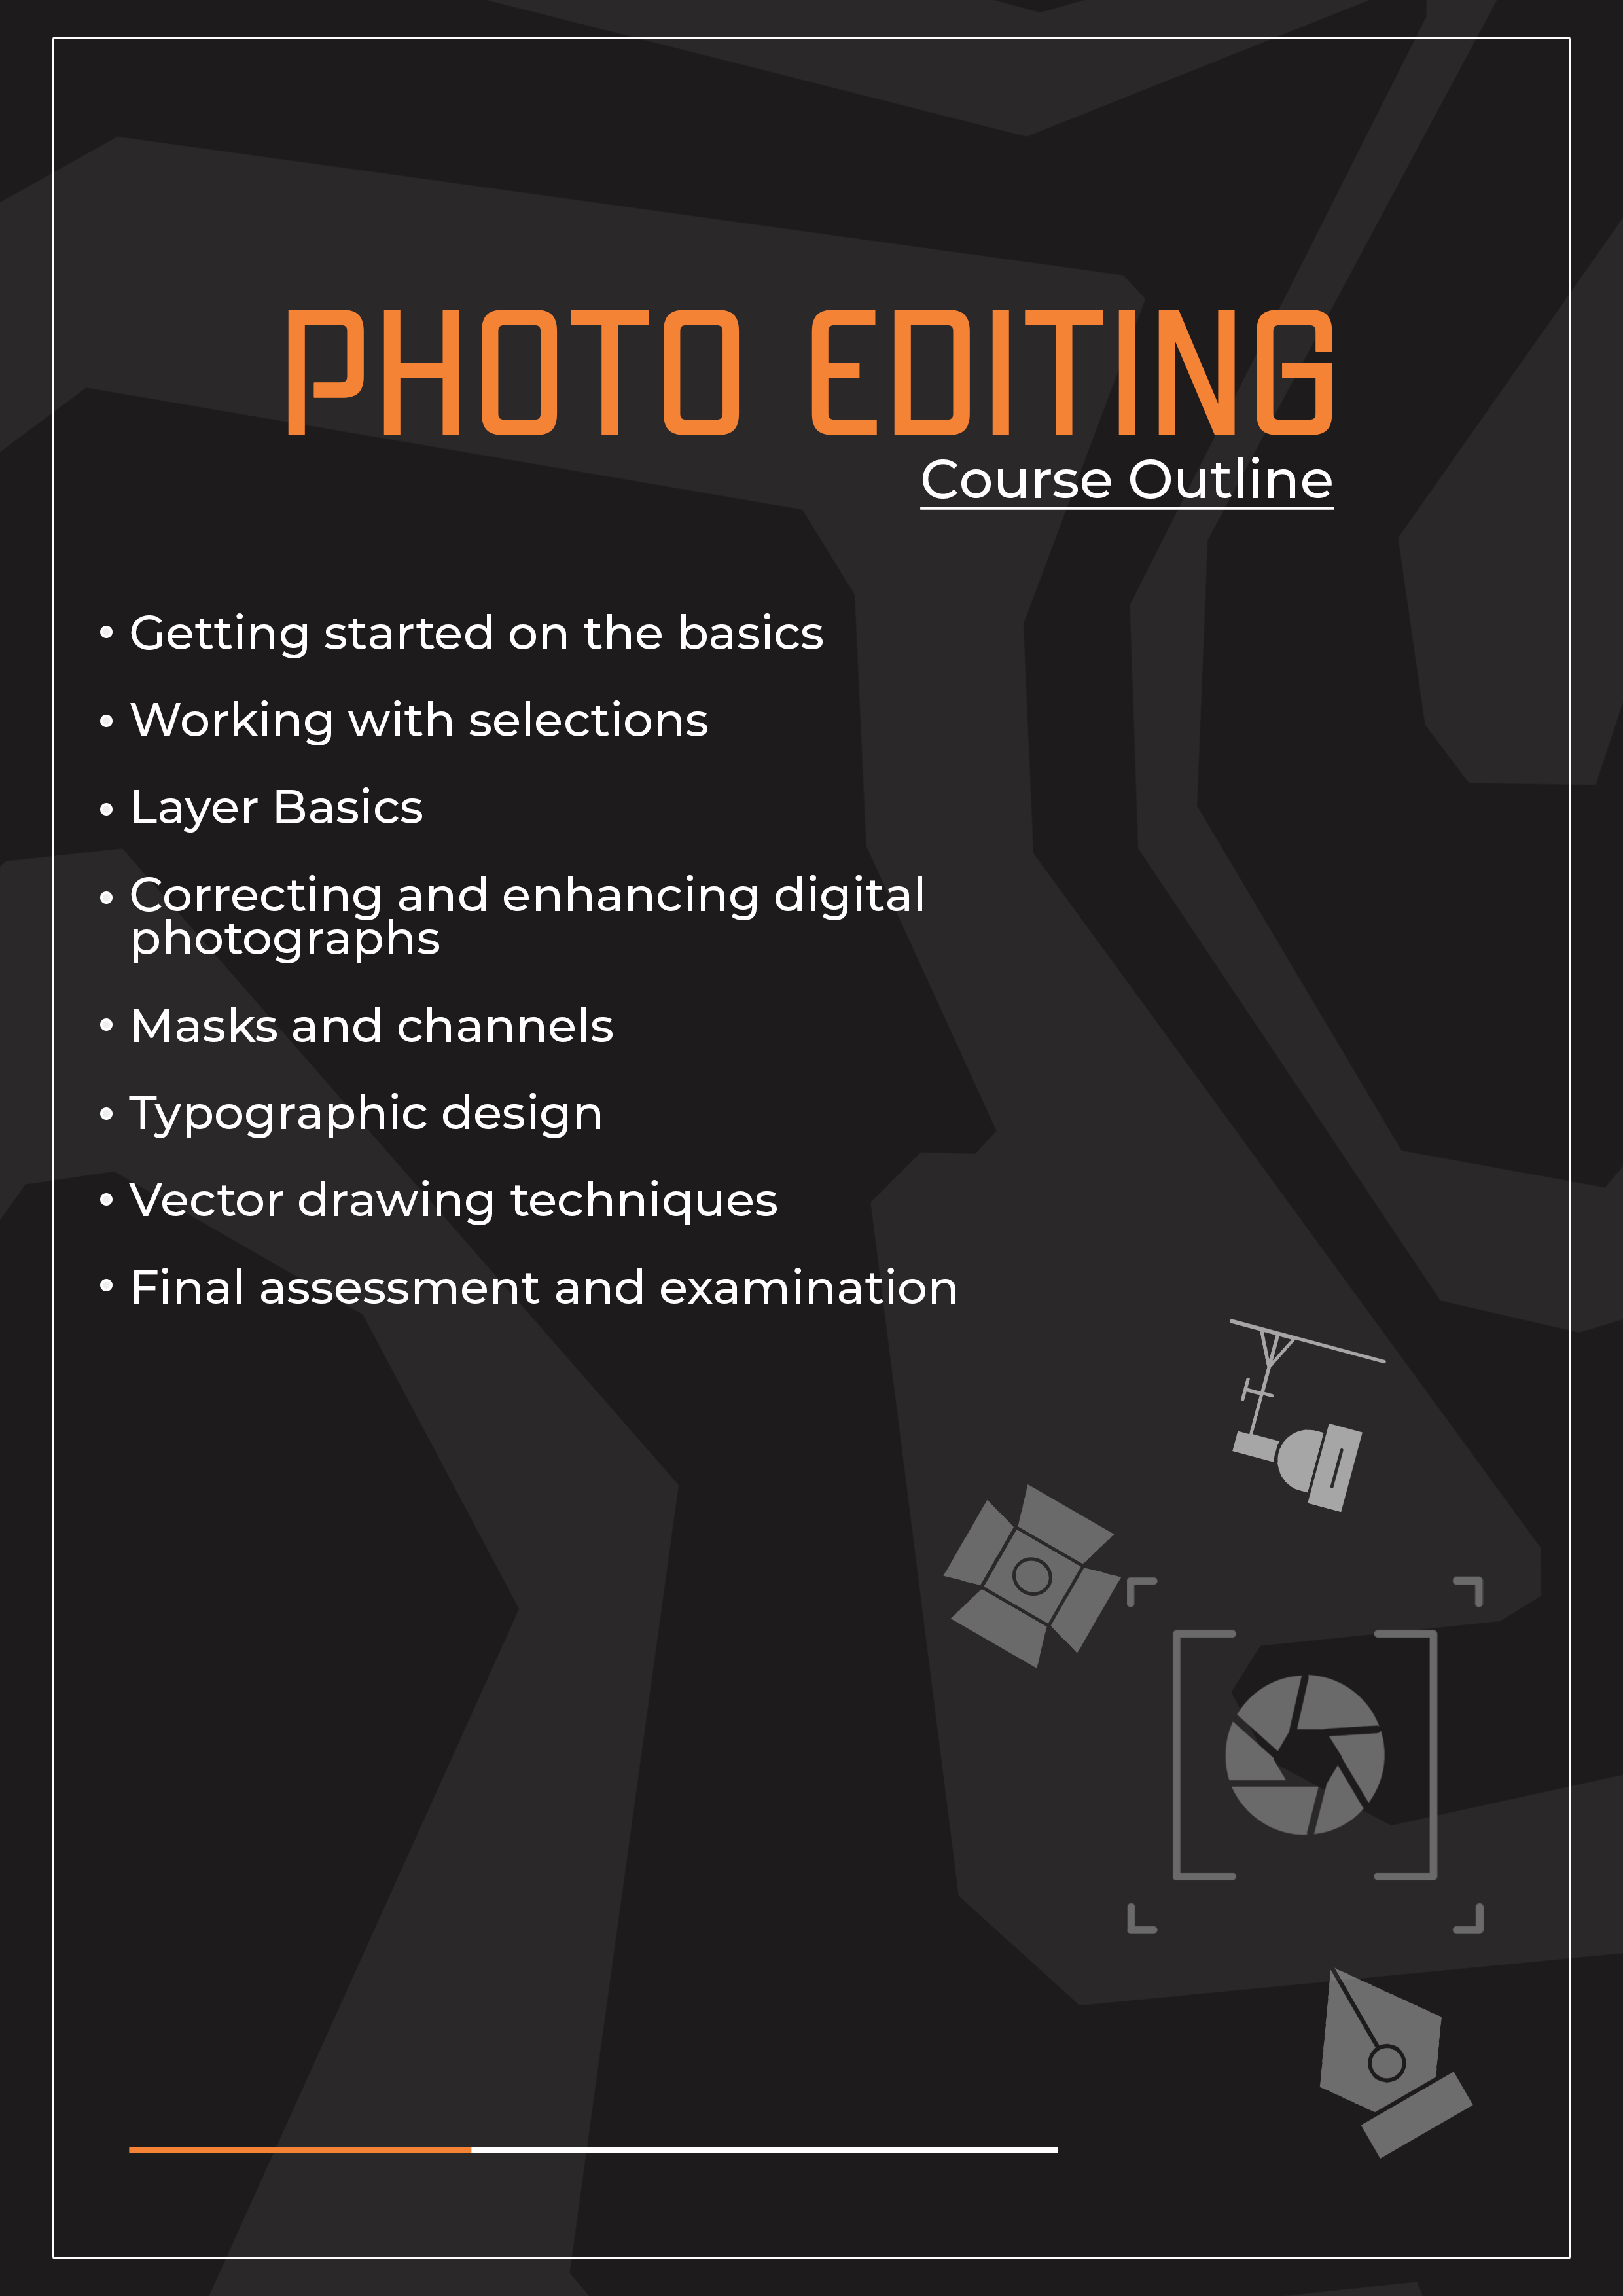 PHOTO EDITING
Course Outline
• Getting started on the basics
• Working with selections
• Layer Basics
• Correcting and enhancing digital
photographs
• Masks and channels
• Typographic design
• Vector drawing techniques
• Final assessment and examination